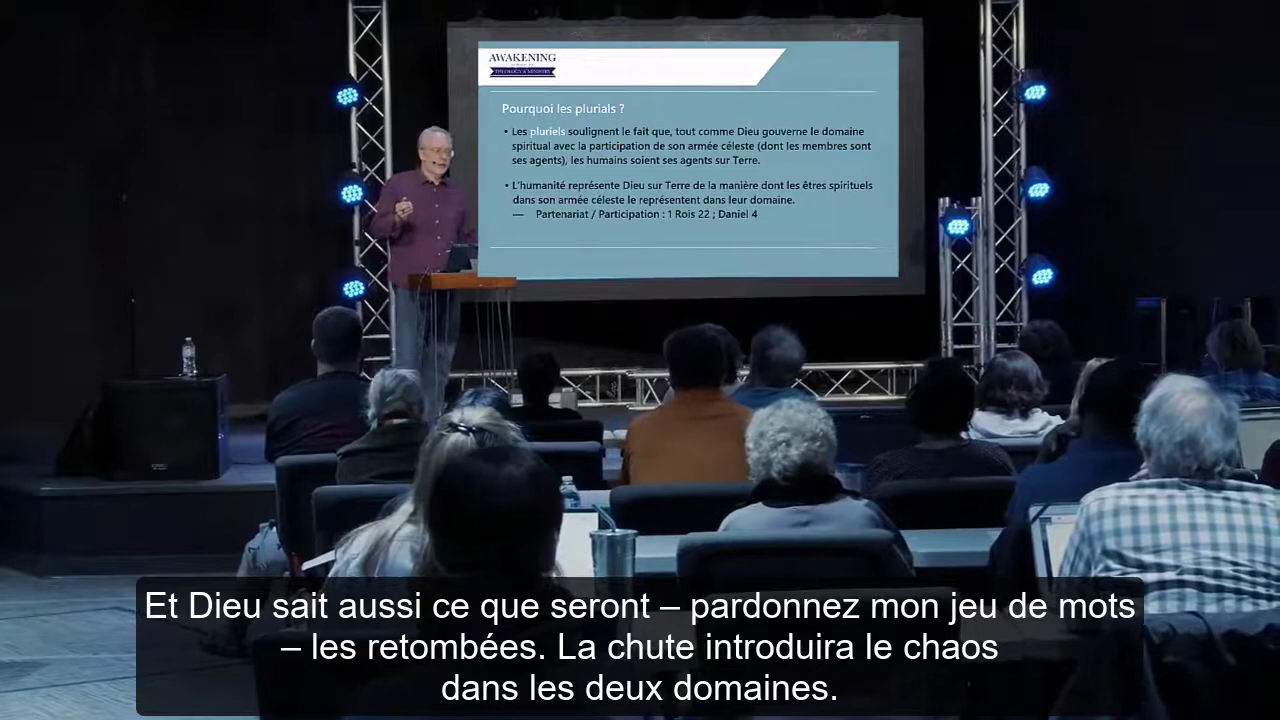 AWAKENING
SCHOOL OF
THEOLOGY & MINISTRY
Pourquoi les plurials ?
• Les pluriels soulignent le fait que, tout comme Dieu gouverne le domaine
spiritual avec la participation de son armée céleste (dont les membres sont
ses agents), les humains soient ses agents sur Terre.
• L'humanité représente Dieu sur Terre de la manière dont les êtres spirituels
dans son armée céleste le représentent dans leur domaine.
— Partenariat / Participation : 1 Rois 22 ; Daniel 4
Et Dieu sait aussi ce que seront – pardonnez mon jeu de mots
– les retombées. La chute introduira le chaos
dans les deux domaines.